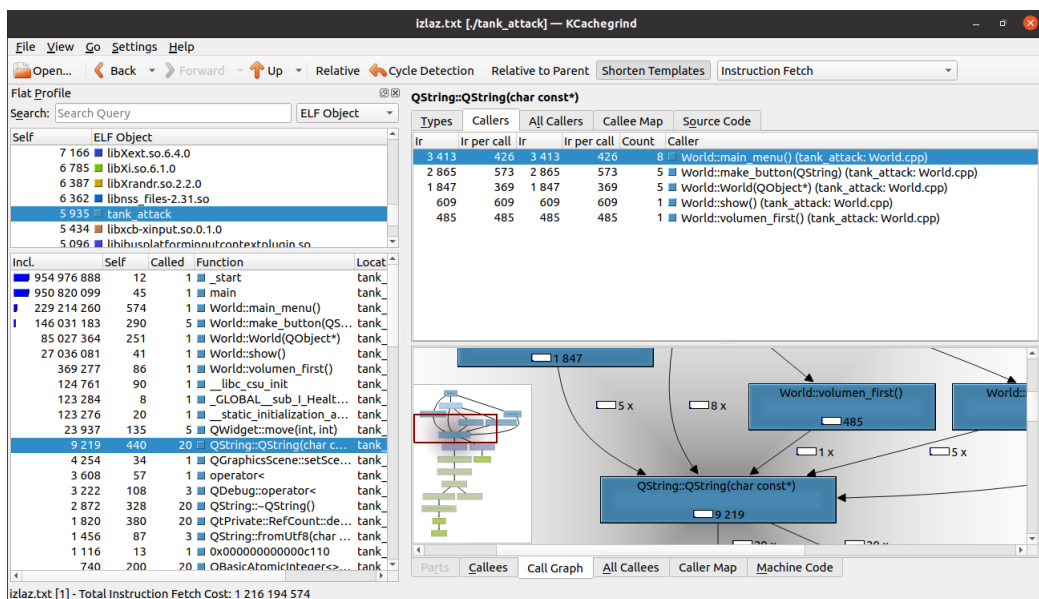 izlaz.txt [./tank_attack] — KCachegrind
File View Go Settings Help
Open... Back Forward Up Relative Cycle Detection Relative to Parent Shorten Templates Instruction Fetch
Flat Profile
Search: Search Query ELF Object
Self ELF Object
7 166 libXext.so.6.4.0
6 785 libXi.so.6.1.0
6 387 libXrandr.so.2.2.0
6 362 libnss_files-2.31.so
5 935 tank_attack
5 434 libxcb-xinput.so.0.1.0
5 096 libibusplatforminputcontextplugin.so
Incl. Self Called Function Locat
954 976 888 12 1 _start tank_
950 820 099 45 1 main tank_
229 214 260 574 1 World::main_menu() tank_
146 031 183 290 5 World::make_button(QS... tank_
85 027 364 251 1 World::World(QObject*) tank_
27 036 081 41 1 World::show() tank_
369 277 86 1 World::volumen_first() tank_
124 761 90 1 __libc_csu_init tank_
123 284 8 1 _GLOBAL__sub_I_Healt... tank_
123 276 20 1 __static_initialization_a... tank_
23 937 135 5 QWidget::move(int, int) tank_
9 219 440 20 QString::QString(char c... tank_
4 254 34 1 QGraphicsScene::setSce... tank_
3 608 57 1 operator< tank_
3 222 108 3 QDebug::operator< tank_
2 872 328 20 QString::~QString() tank_
1 820 380 20 QtPrivate::RefCount::de... tank_
1 456 87 3 QString::fromUtf8(char ... tank_
1 116 13 1 0x000000000000c110 tank_
740 200 20 QBasicAtomicInteger<>... tank_
QString::QString(char const*)
Types Callers All Callers Callee Map Source Code
Ir Ir per call Ir Ir per call Count Caller
3 413 426 3 413 426 8 World::main_menu() (tank_attack: World.cpp)
2 865 573 2 865 573 5 World::make_button(QString) (tank_attack: World.cpp)
1 847 369 1 847 369 5 World::World(QObject*) (tank_attack: World.cpp)
609 609 609 609 1 World::show() (tank_attack: World.cpp)
485 485 485 485 1 World::volumen_first() (tank_attack: World.cpp)
1 847
World::volumen_first()
World::
5 x
8 x
485
1 x
5 x
QString::QString(char const*)
9 219
20 x
20 x
Parts Callees Call Graph All Callees Caller Map Machine Code
izlaz.txt [1] - Total Instruction Fetch Cost: 1 216 194 574